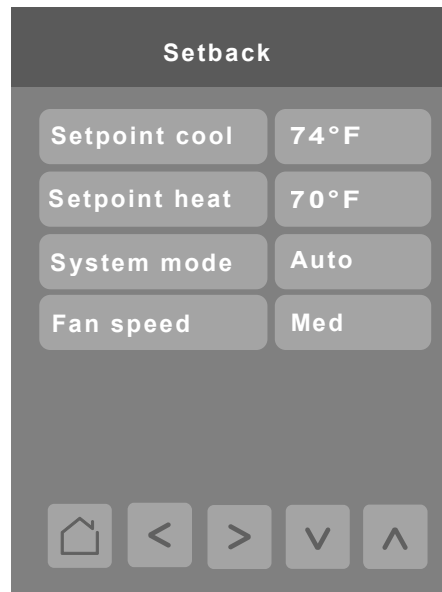 Setback
Setpoint cool 74°F
Setpoint heat 70°F
System mode Auto
Fan speed Med